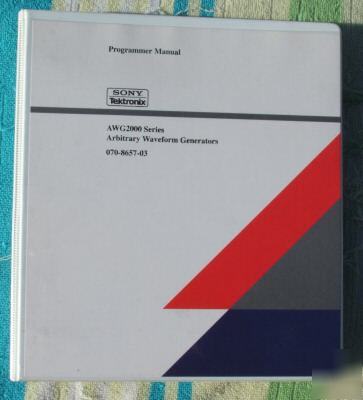 Programmer Manual
SONY
Tektronix
AWG2000 Series
Arbitrary Waveform Generators
070-8657-03